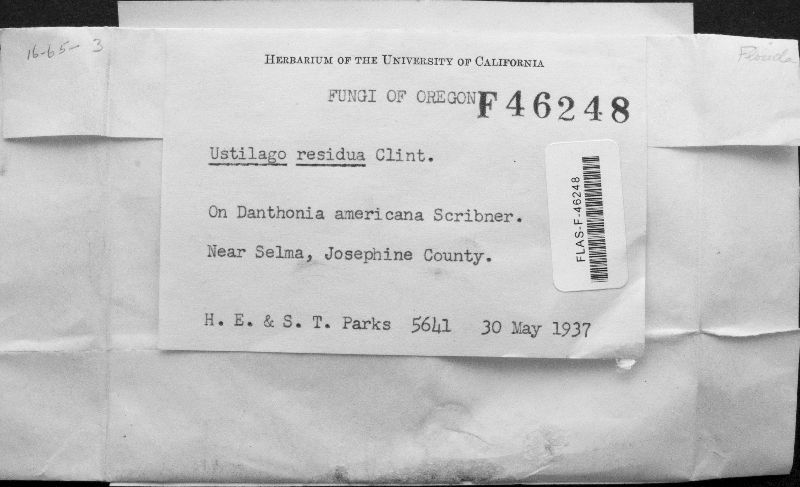 16-65- 3
Florida
HERBARIUM OF THE UNIVERSITY OF CALIFORNIA
FUNGI OF OREGON F46248
Ustilago residua Clint.
On Danthonia americana Scribner.
Near Selma, Josephine County.
H. E. & S. T. Parks 5641 30 May 1937
FLAS-F-46248